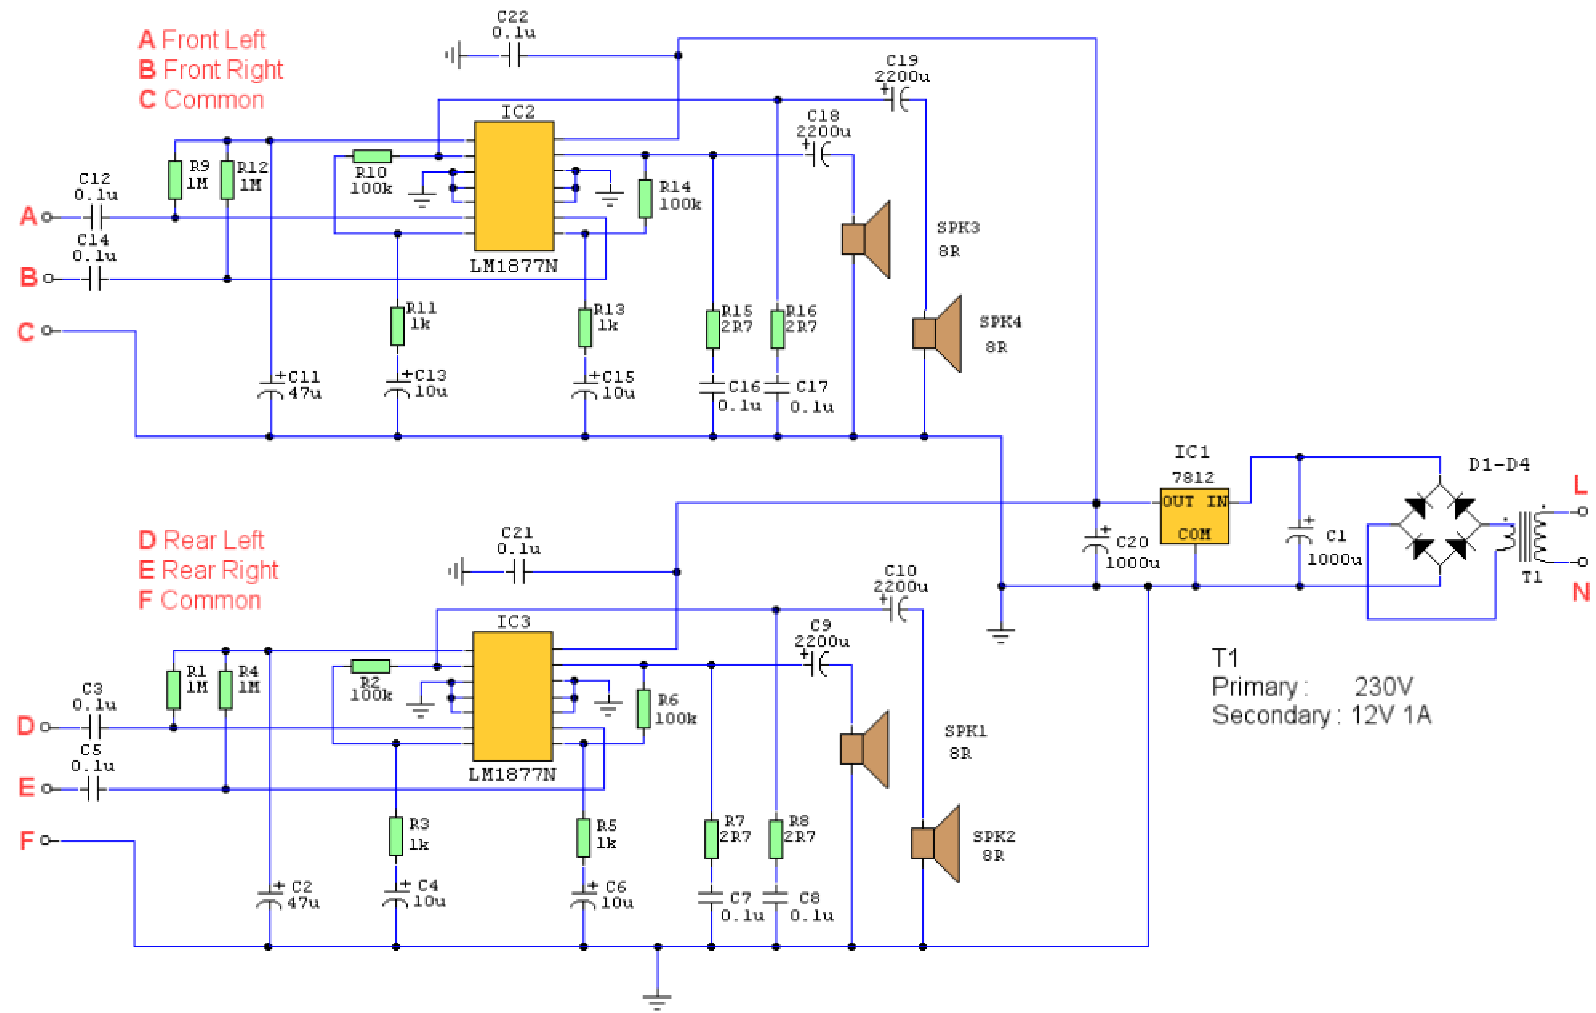 A Front Left
B Front Right
C Common
C22
0.1u
C19
2200u
C18
2200u
IC2
R9
1M
R12
1M
R10
100k
R14
100k
C12
0.1u
A
C14
0.1u
B
LM1877N
SPK3
8R
C
R11
1k
R13
1k
R15
2R7
R16
2R7
SPK4
8R
C11
47u
C13
10u
C15
10u
C16
0.1u
C17
0.1u
IC1
7812
OUT IN
COM
D1-D4
L
C20
1000u
C1
1000u
T1
N
D Rear Left
E Rear Right
F Common
C21
0.1u
C10
2200u
C9
2200u
IC3
R1
1M
R4
1M
R2
100k
R6
100k
C3
0.1u
D
C5
0.1u
E
LM1877N
SPK1
8R
T1
Primary : 230V
Secondary : 12V 1A
F
R3
1k
R5
1k
R7
2R7
R8
2R7
SPK2
8R
C2
47u
C4
10u
C6
10u
C7
0.1u
C8
0.1u